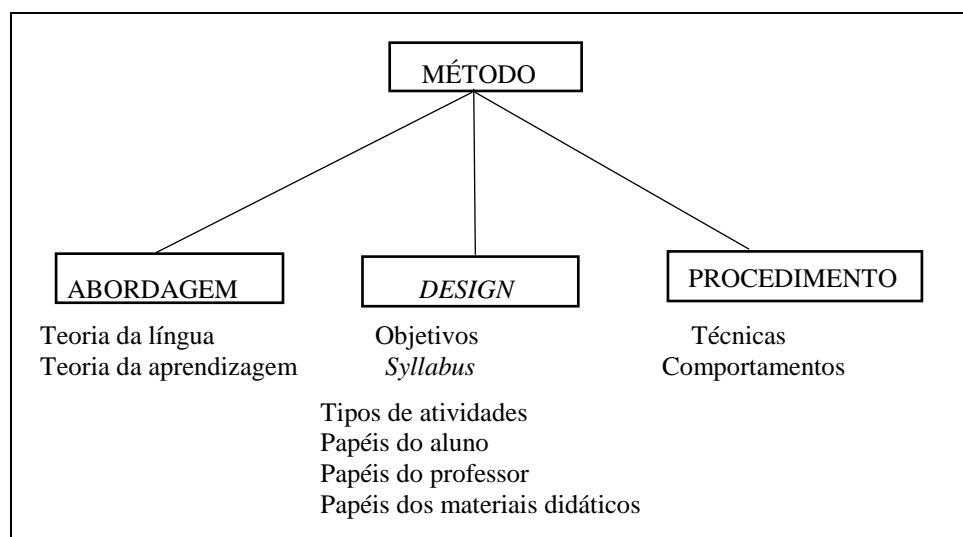 MÉTODO
ABORDAGEM
Teoria da língua
Teoria da aprendizagem
DESIGN
Objetivos
Syllabus
Tipos de atividades
Papéis do aluno
Papéis do professor
Papéis dos materiais didáticos
PROCEDIMENTO
Técnicas
Comportamentos